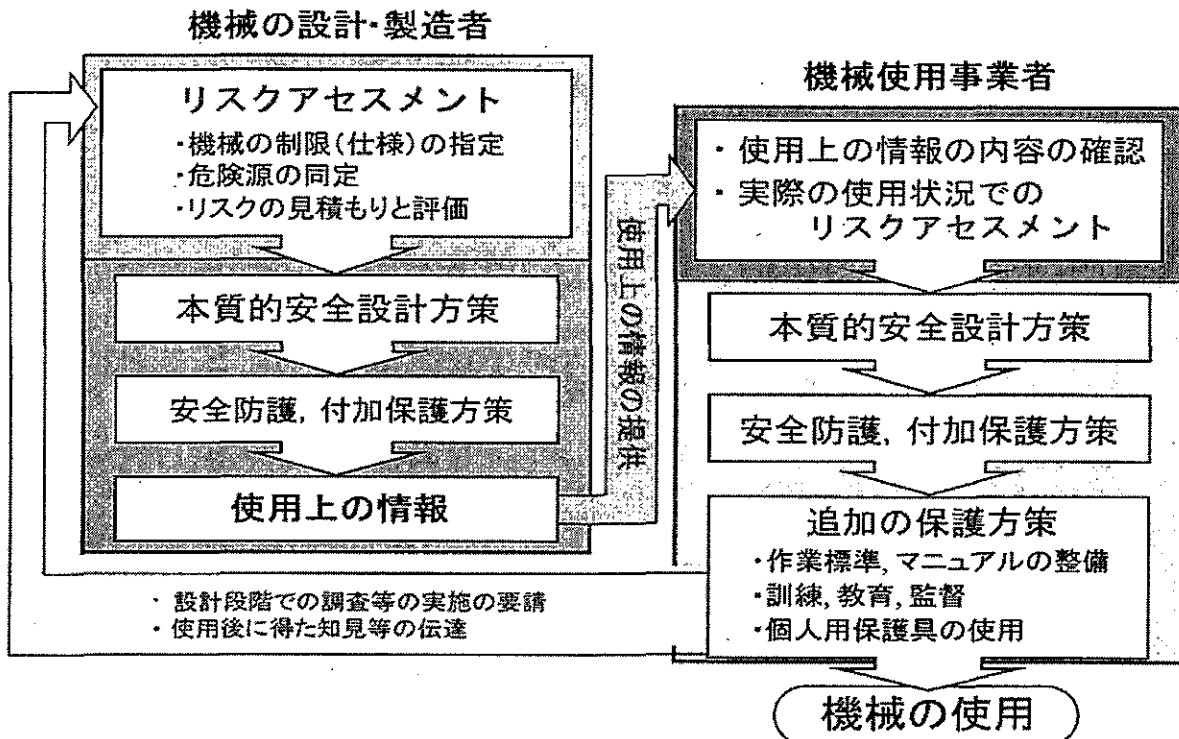 機械の設計・製造者
リスクアセスメント
・機械の制限(仕様)の指定
・危険源の同定
・リスクの見積もりと評価
本質的安全設計方策
安全防護, 付加保護方策
使用上の情報
使用上の情報の提供
機械使用事業者
・使用上の情報の内容の確認
・実際の使用状況での
リスクアセスメント
本質的安全設計方策
安全防護, 付加保護方策
追加の保護方策
・作業標準, マニュアルの整備
・訓練, 教育, 監督
・個人用保護具の使用
・設計段階での調査等の実施の要請
・使用後に得た知見等の伝達
機械の使用